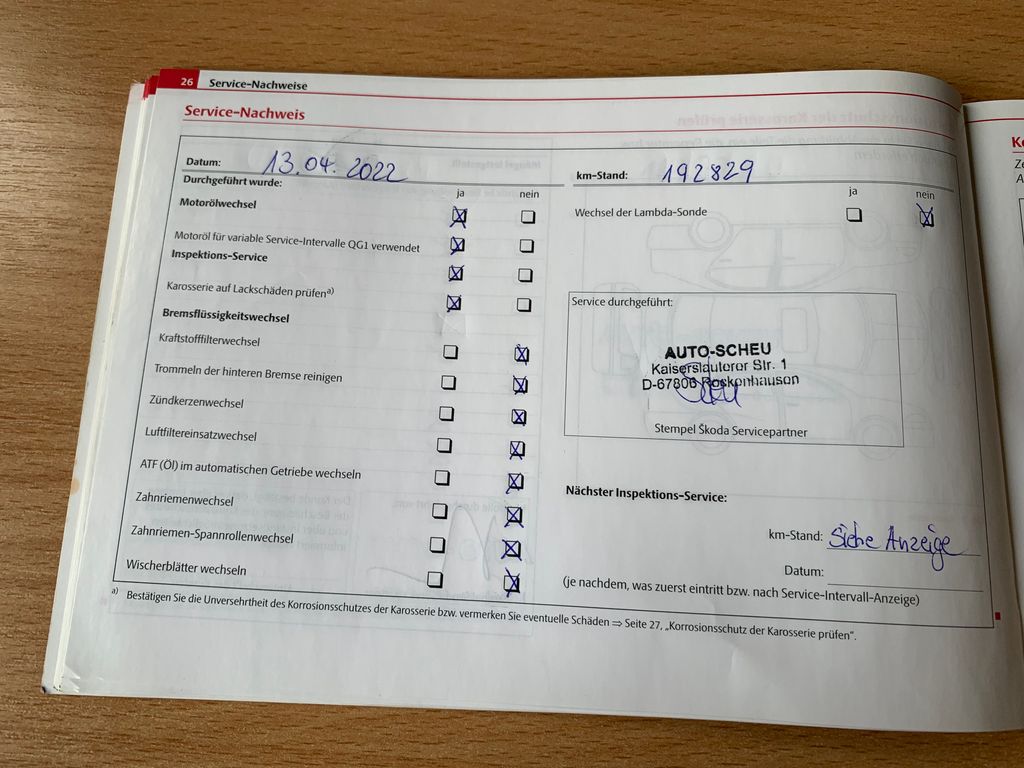 26 Service-Nachweise
Service-Nachweis
Datum: 13.04.2022
km-Stand: 192829
Durchgeführt wurde:
ja nein
ja nein
Motorölwechsel
Wechsel der Lambda-Sonde
Motoröl für variable Service-Intervalle QG1 verwendet
Inspektions-Service
Karosserie auf Lackschäden prüfen a)
Bremsflüssigkeitswechsel
Kraftstofffilterwechsel
Trommeln der hinteren Bremse reinigen
Zündkerzenwechsel
Luftfiltereinsatzwechsel
ATF (Öl) im automatischen Getriebe wechseln
Zahnriemenwechsel
Zahnriemen-Spannrollenwechsel
Wischerblätter wechseln
Service durchgeführt:
AUTO-SCHEU
Kaiserslauterer Str. 1
D-67806 Rockenhausen
Stempel Škoda Servicepartner
Nächster Inspektions-Service:
km-Stand: Siehe Anzeige
Datum:
(je nachdem, was zuerst eintritt bzw. nach Service-Intervall-Anzeige)
a) Bestätigen Sie die Unversehrtheit des Korrosionsschutzes der Karosserie bzw. vermerken Sie eventuelle Schäden ⇒ Seite 27, „Korrosionsschutz der Karosserie prüfen“.